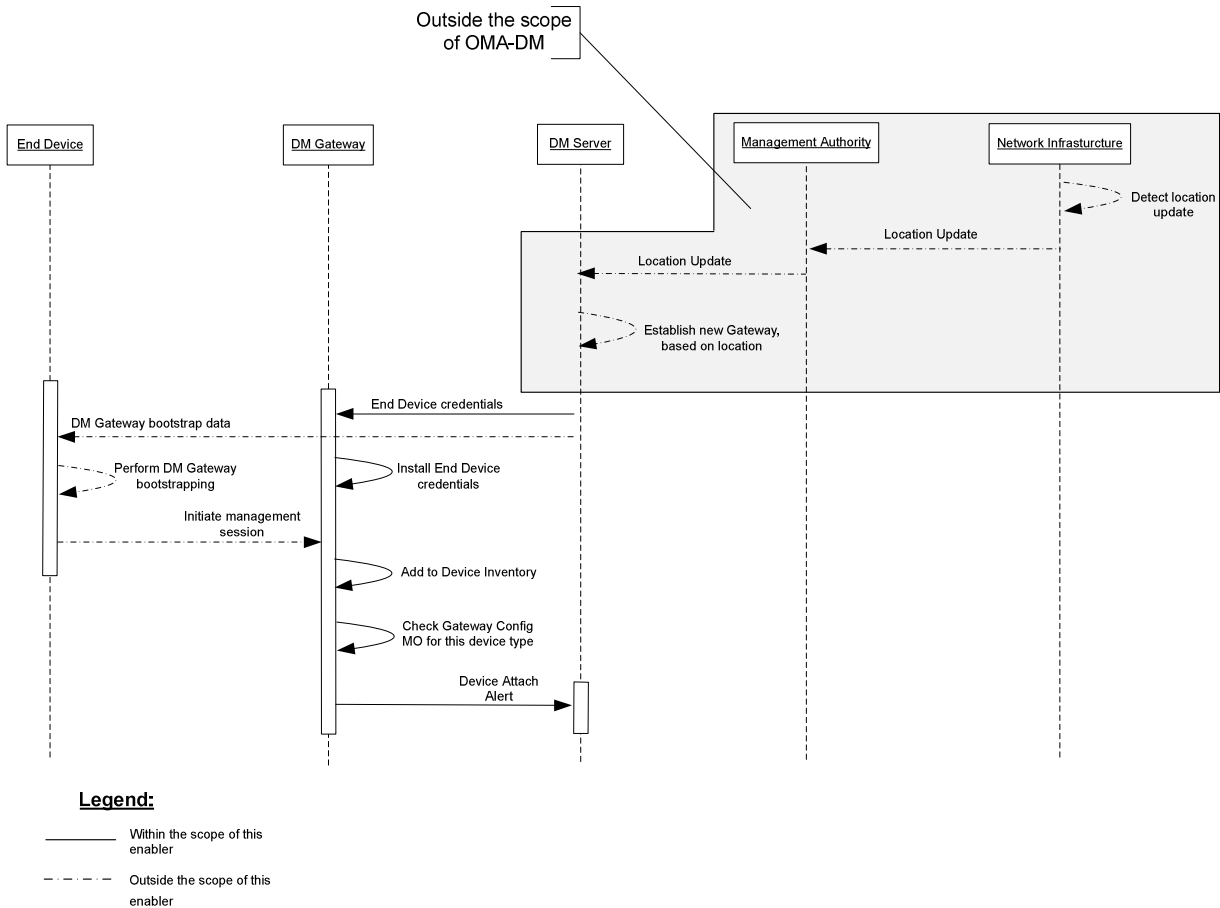 Outside the scope
of OMA-DM
End Device
DM Gateway
DM Server
Management Authority
Network Infrasturcture
Detect location
update
Location Update
Location Update
Establish new Gateway,
based on location
End Device credentials
DM Gateway bootstrap data
Perform DM Gateway
bootstrapping
Install End Device
credentials
Initiate management
session
Add to Device Inventory
Check Gateway Config
MO for this device type
Device Attach
Alert
Legend:
Within the scope of this
enabler
Outside the scope of this
enabler